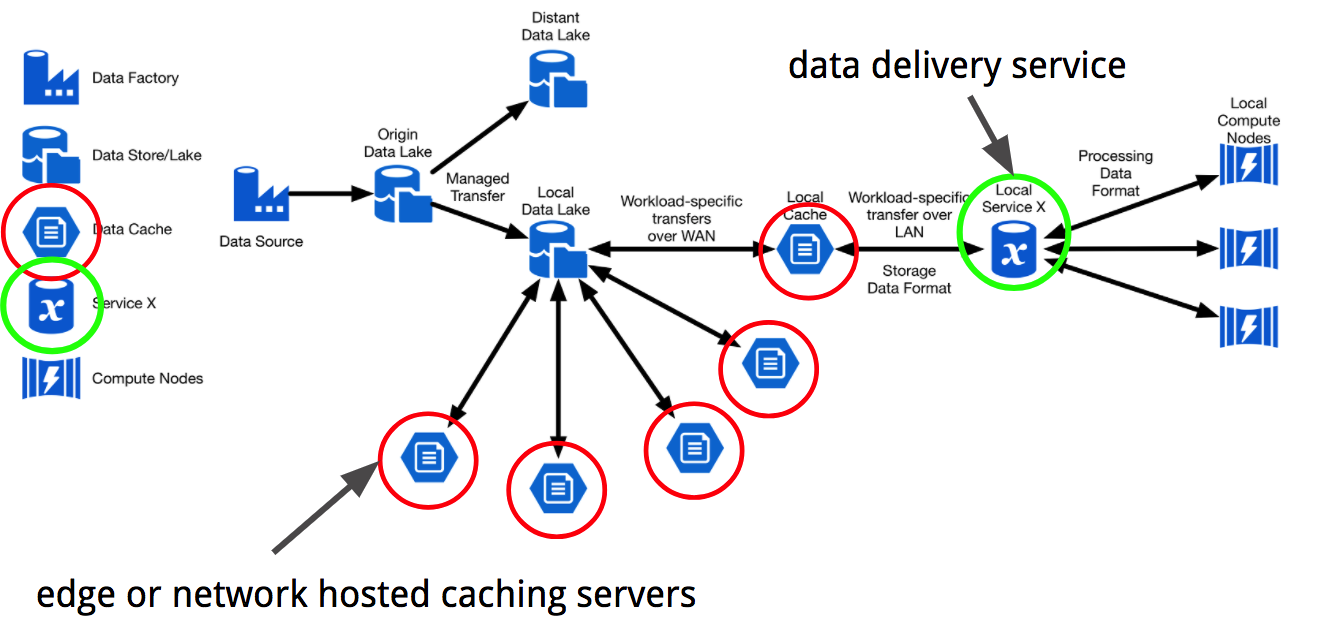 Distant
Data Lake
data delivery service
Data Factory
Local
Compute
Nodes
Origin
Data Lake
Data Store/Lake
Processing
Data
Format
Managed
Transfer
Local
Data Lake
Workload-specific
transfers
over WAN
Local
Cache
Workload-specific
transfer over
LAN
Local
Service X
x
Data Cache
Data Source
Storage
Data Format
Service X
x
Compute Nodes
edge or network hosted caching servers